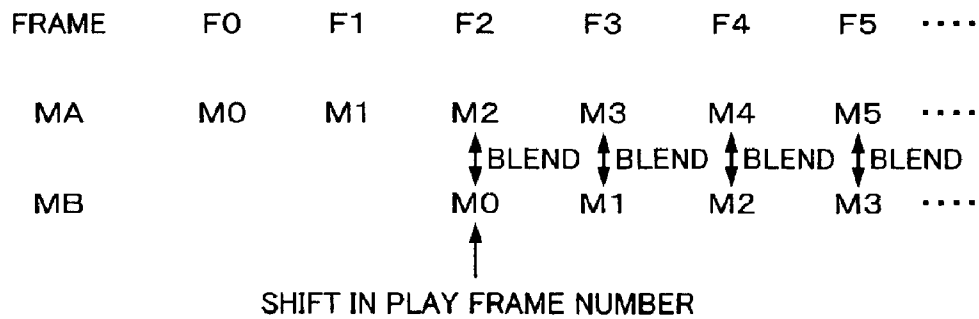 FRAME F0 F1 F2 F3 F4 F5 ····
MA M0 M1 M2 M3 M4 M5 ····
BLEND BLEND BLEND BLEND
MB M0 M1 M2 M3 ····
SHIFT IN PLAY FRAME NUMBER